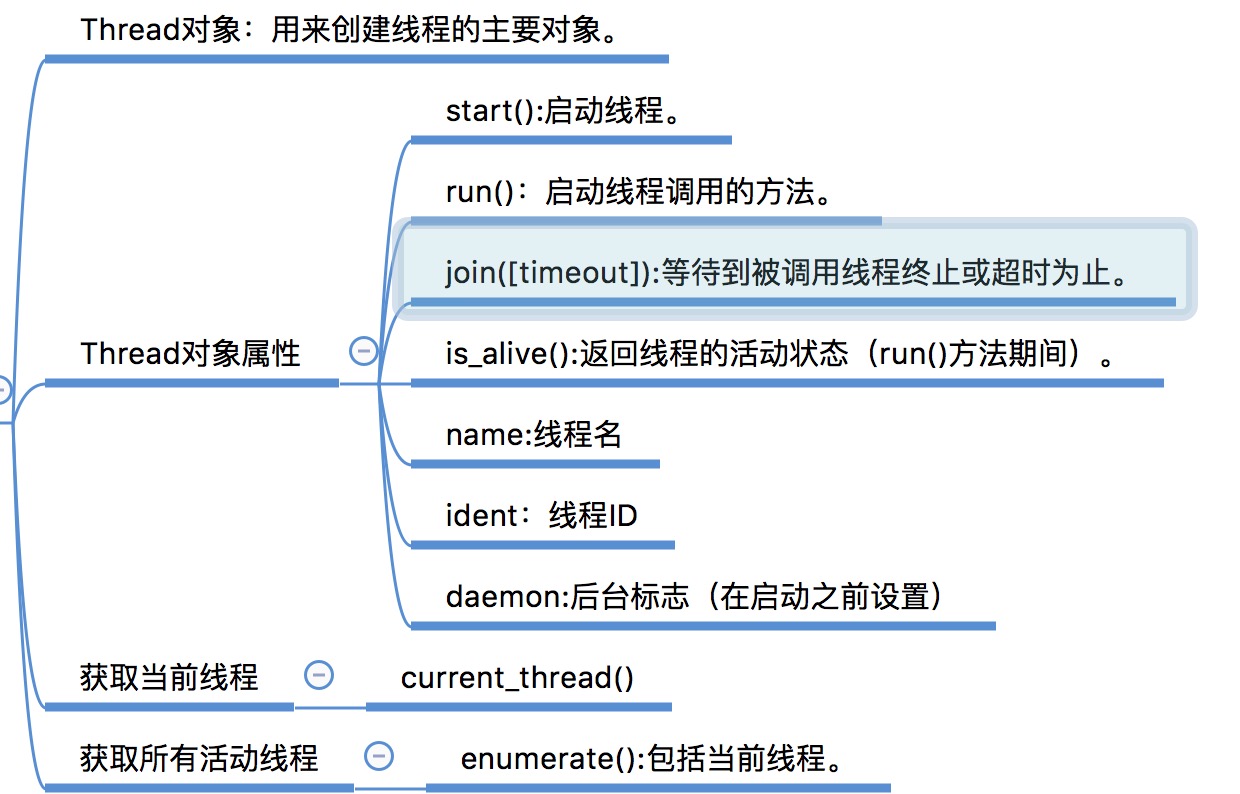 Thread对象：用来创建线程的主要对象。
start():启动线程。
run()：启动线程调用的方法。
join([timeout]):等待到被调用线程终止或超时为止。
Thread对象属性
is_alive():返回线程的活动状态（run()方法期间）。
name:线程名
ident：线程ID
daemon:后台标志（在启动之前设置）
获取当前线程
current_thread()
获取所有活动线程
enumerate():包括当前线程。